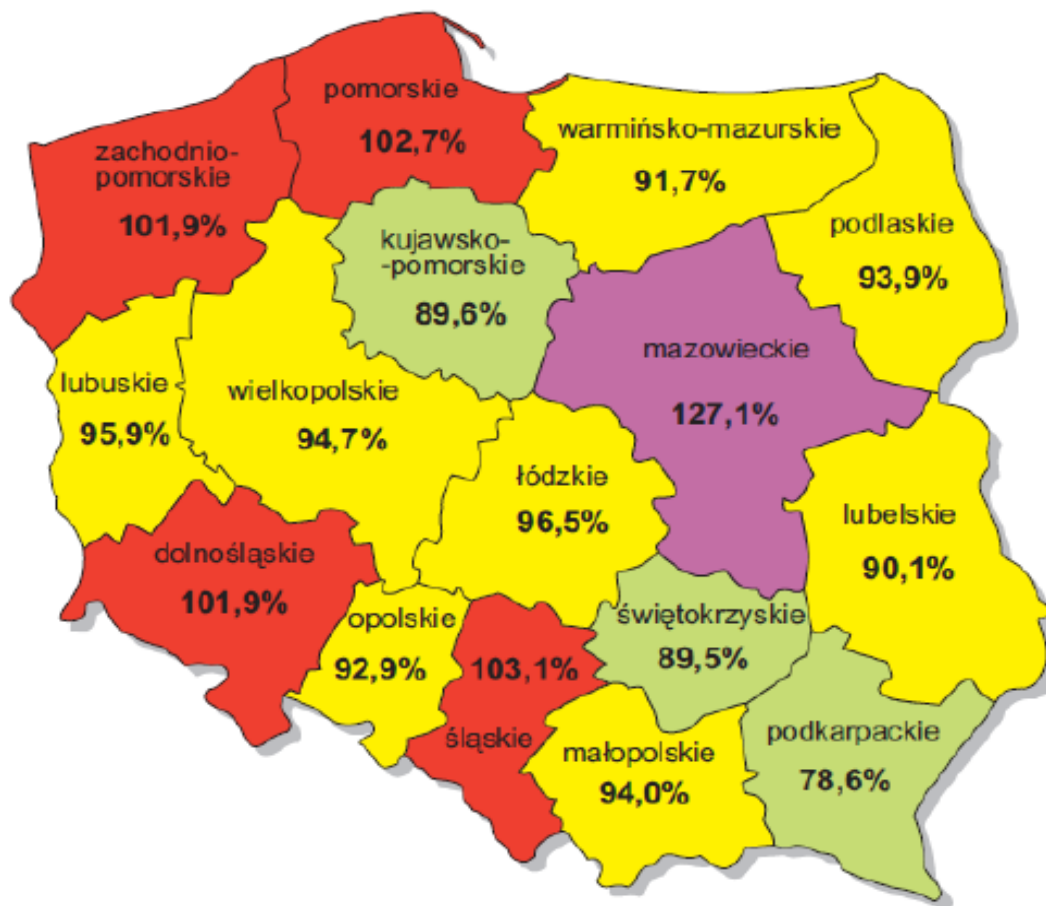 pomorskie
102,7%
zachodnio-
pomorskie
101,9%
warmińsko-mazurskie
91,7%
podlaskie
93,9%
kujawsko-
-pomorskie
89,6%
mazowieckie
127,1%
lubuskie
95,9%
wielkopolskie
94,7%
łódzkie
96,5%
lubelskie
90,1%
dolnośląskie
101,9%
opolskie
92,9%
103,1%
śląskie
świętokrzyskie
89,5%
małopolskie
94,0%
podkarpackie
78,6%